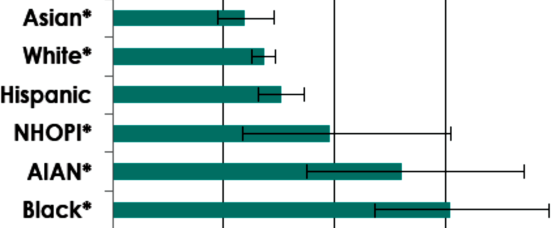 Asian*
White*
Hispanic
NHOPI*
AIAN*
Black*